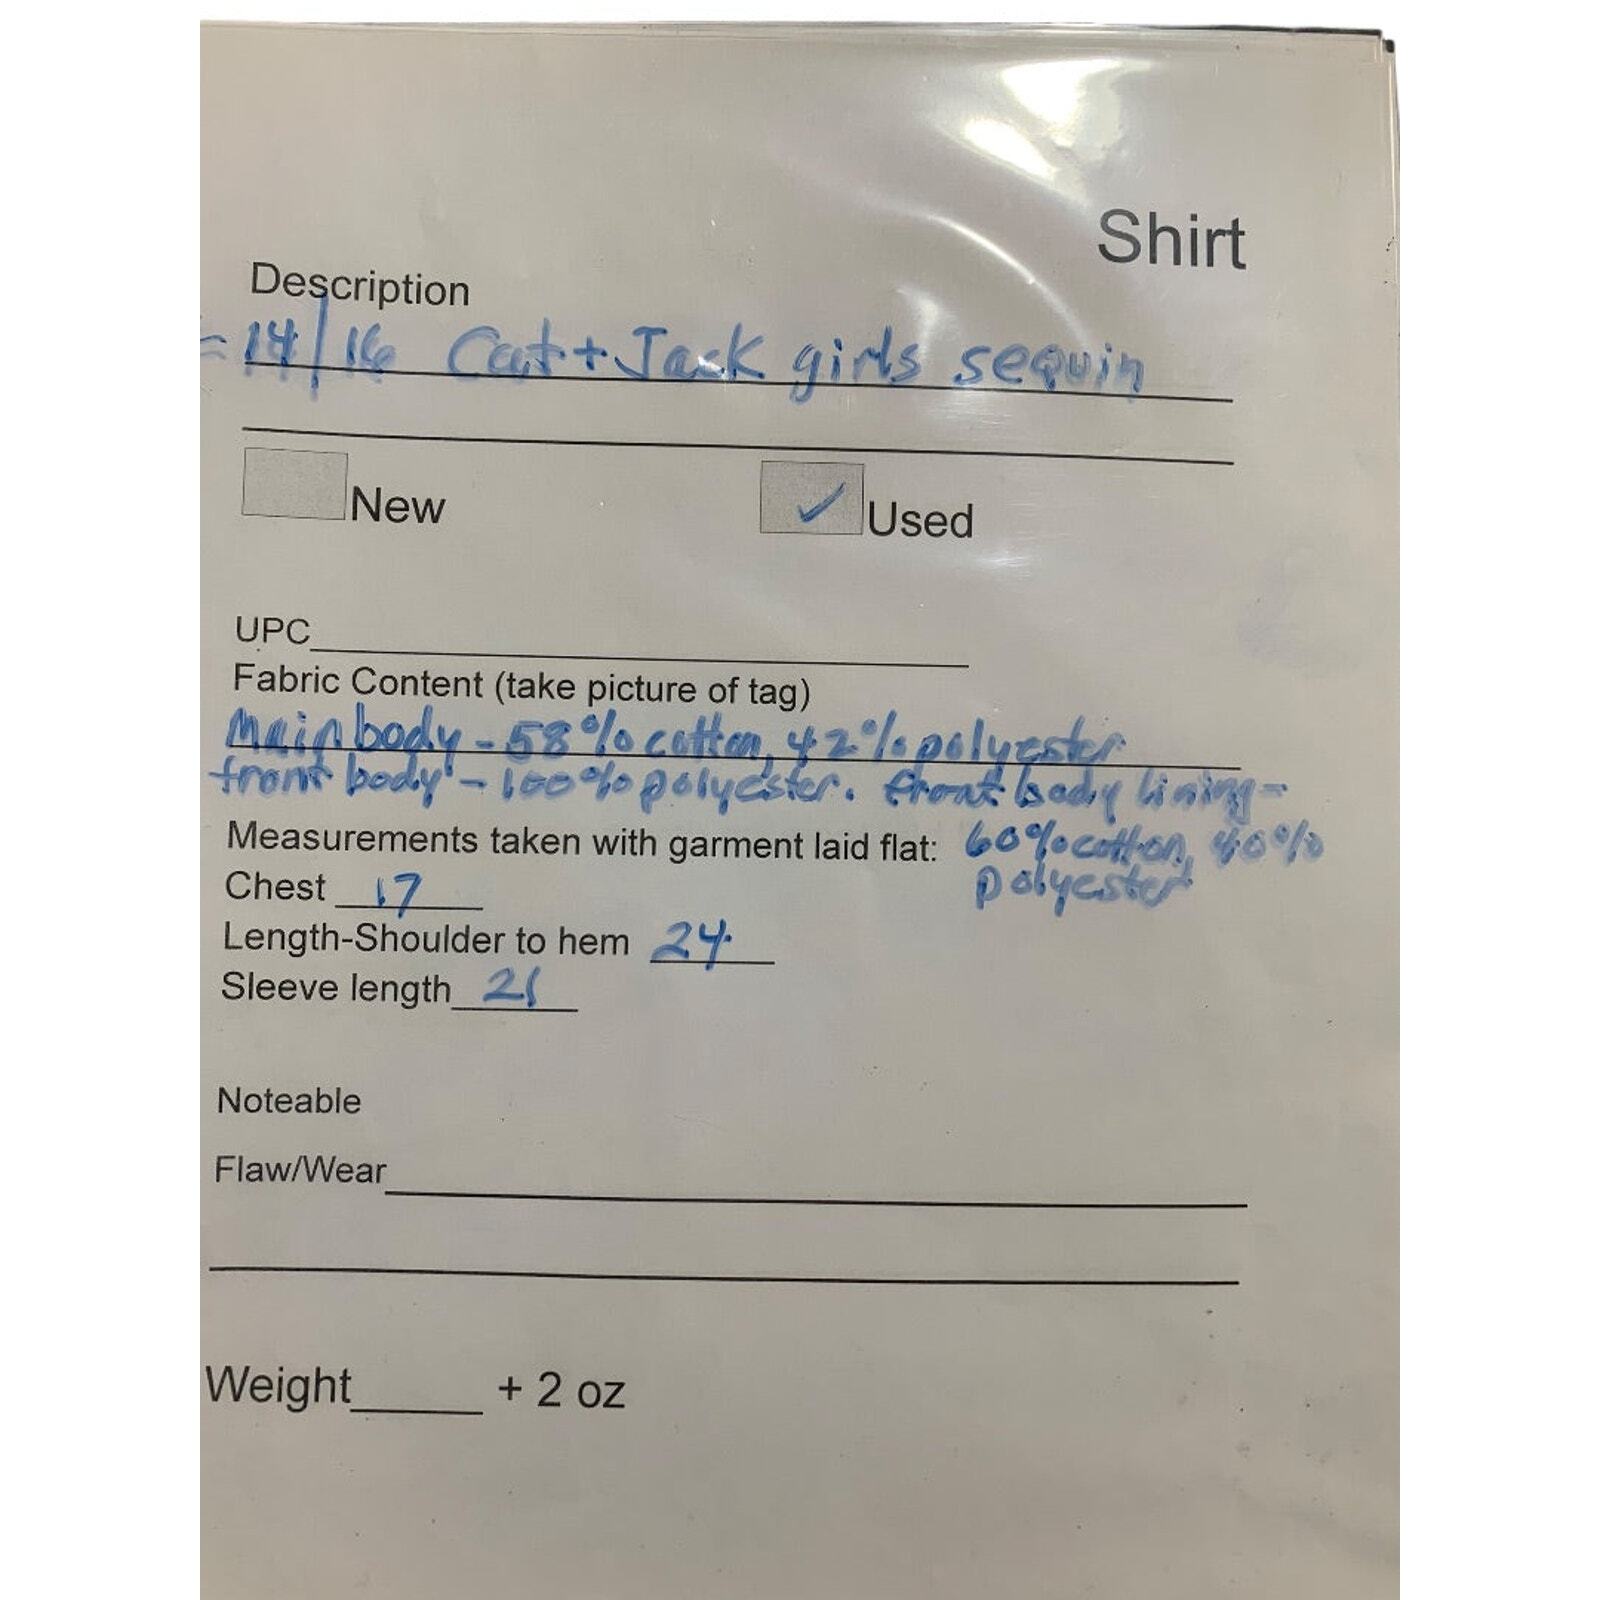 Shirt
Description
= 14/16 Cat + Jack girls sequin
New
✓ Used
UPC
Fabric Content (take picture of tag)
Main body - 58% cotton, 42% polyester
front body - 100% polyester. front body lining -
60% cotton, 40%
polyester
Measurements taken with garment laid flat:
Chest 17
Length-Shoulder to hem 24
Sleeve length 21
Noteable
Flaw/Wear
Weight_____ + 2 oz